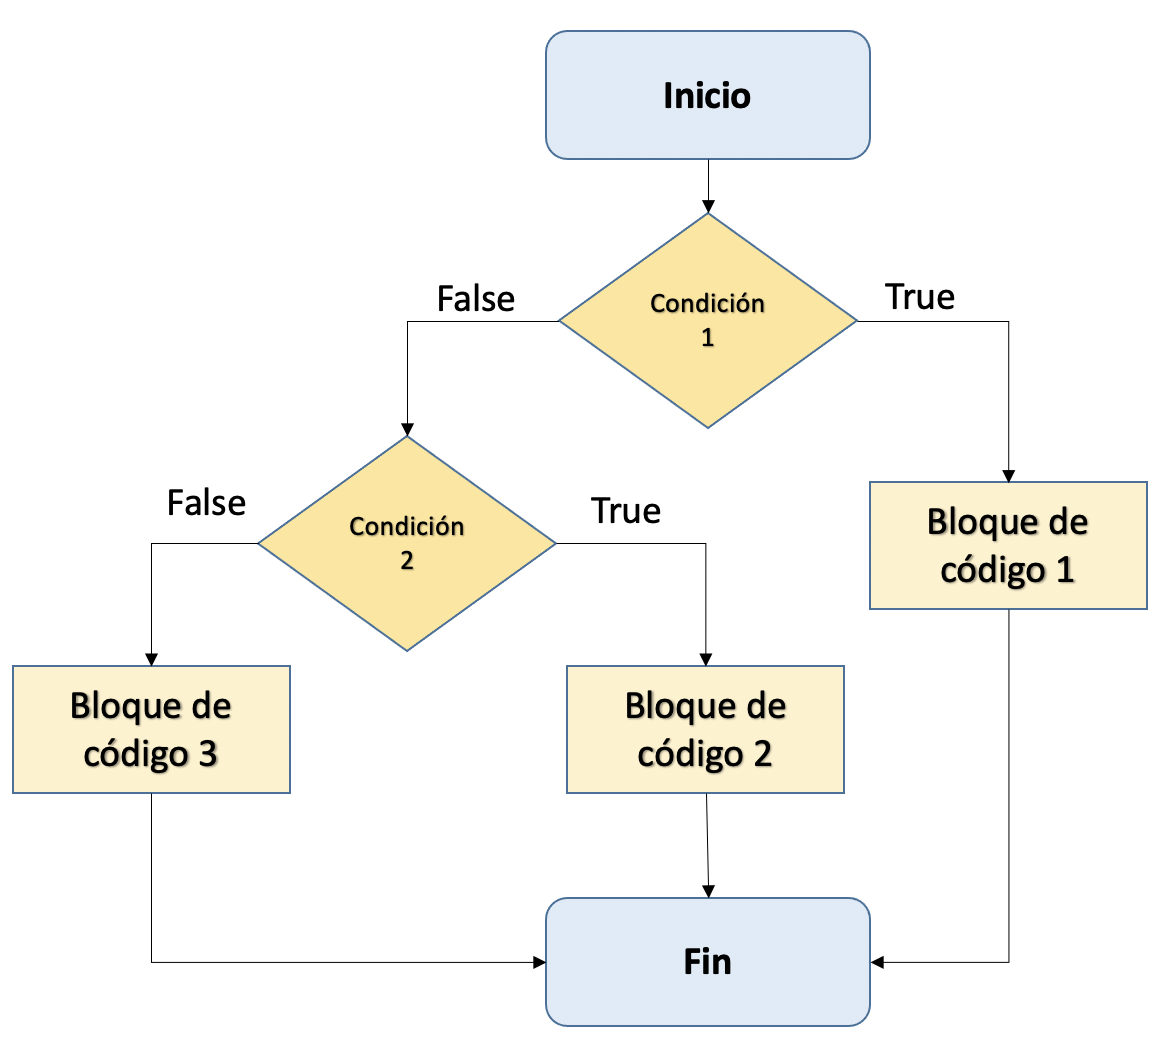 Inicio
False
Condición
1
True
False
Condición
2
True
Bloque de
código 1
Bloque de
código 3
Bloque de
código 2
Fin